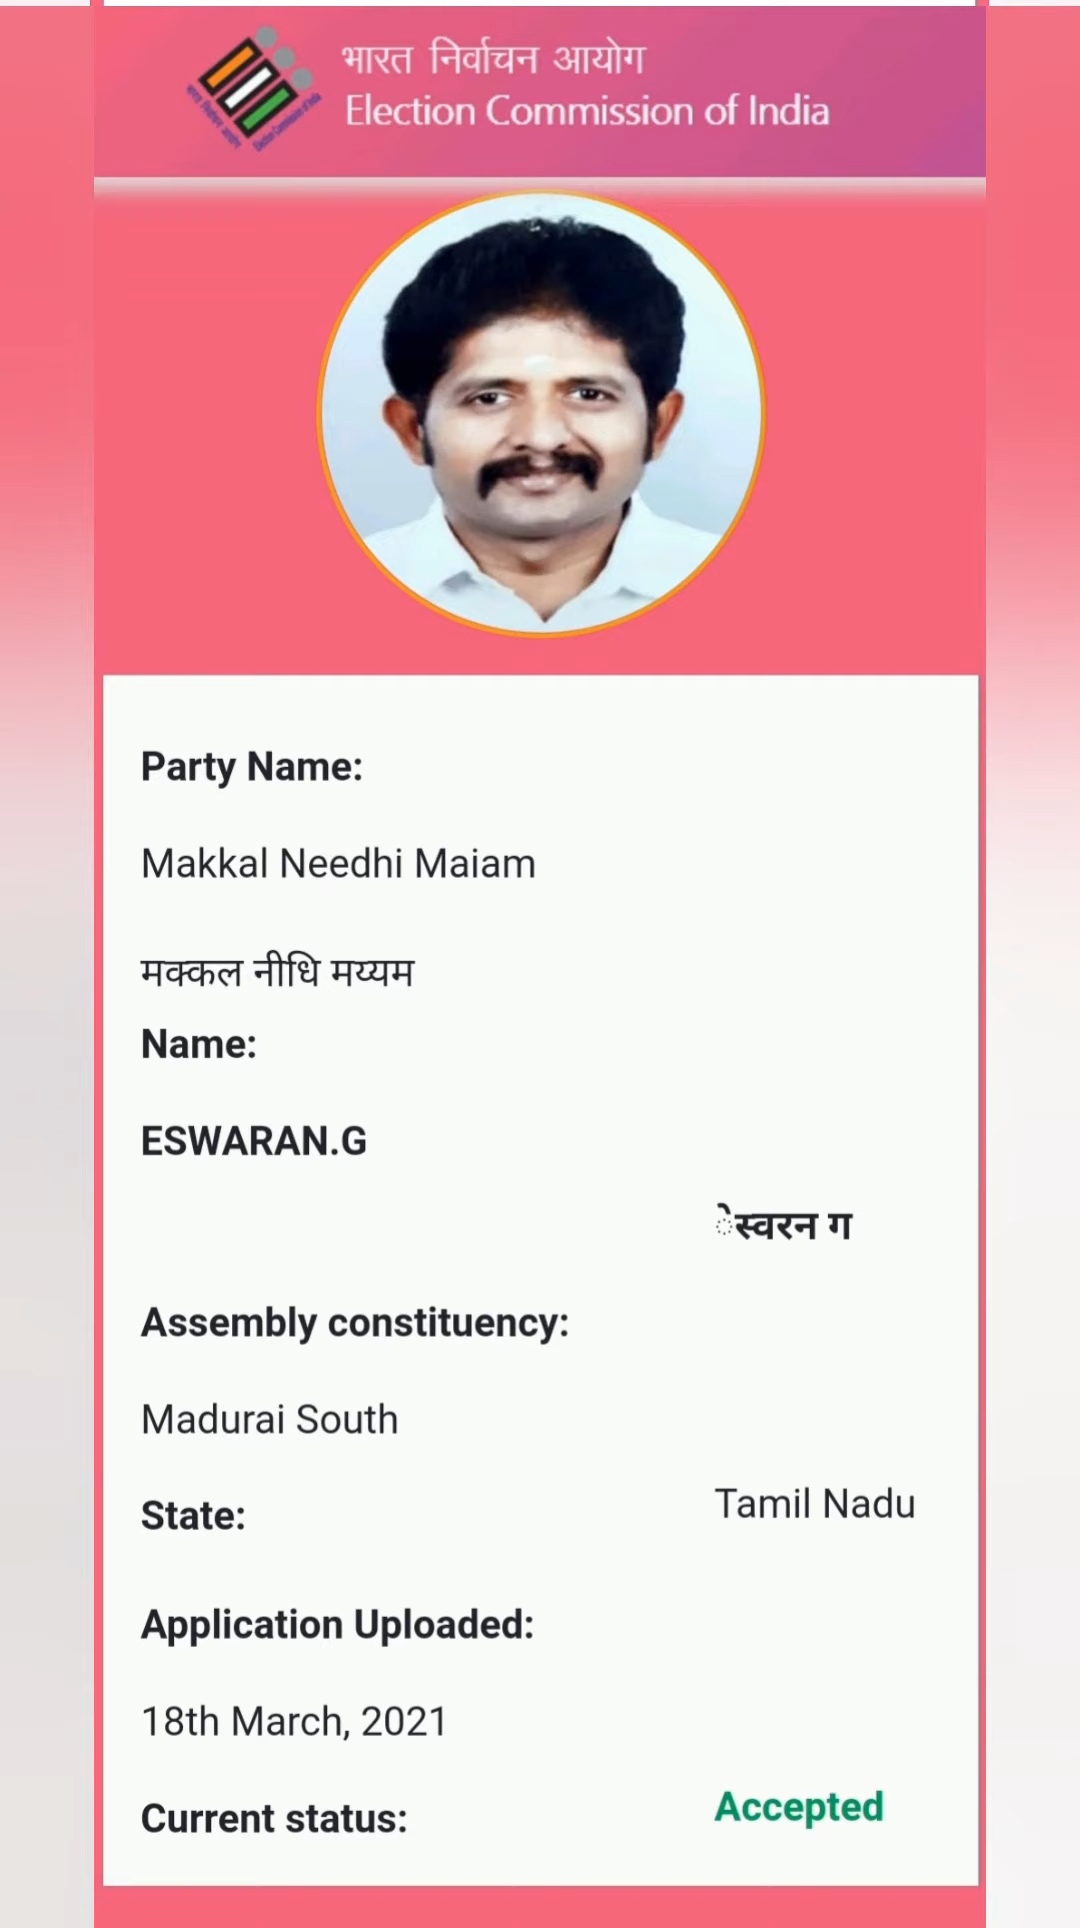 भारत निर्वाचन आयोग
Election Commission of India
Party Name:
Makkal Needhi Maiam
मक्कल नीधि मय्यम
Name:
ESWARAN.G
ेस्वरन ग
Assembly constituency:
Madurai South
State:
Tamil Nadu
Application Uploaded:
18th March, 2021
Current status:
Accepted